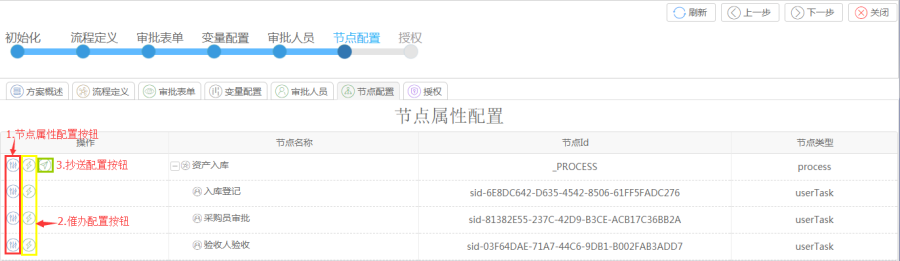 刷新 上一步 下一步 关闭
初始化 流程定义 审批表单 变量配置 审批人员 节点配置 授权
方案概述 流程定义 审批表单 变量配置 审批人员 节点配置 授权
节点属性配置
1.节点属性配置按钮
操作 节点名称 节点Id 节点类型
3.抄送配置按钮 资产入库 _PROCESS process
入库登记 sid-6E8DC642-D635-4542-8506-61FF5FADC276 userTask
2.催办配置按钮 采购员审批 sid-81382E55-237C-42D9-B3CE-ACB17C36BB2A userTask
验收人验收 sid-03F64DAE-71A7-44C6-9DB1-B002FAB3ADD7 userTask